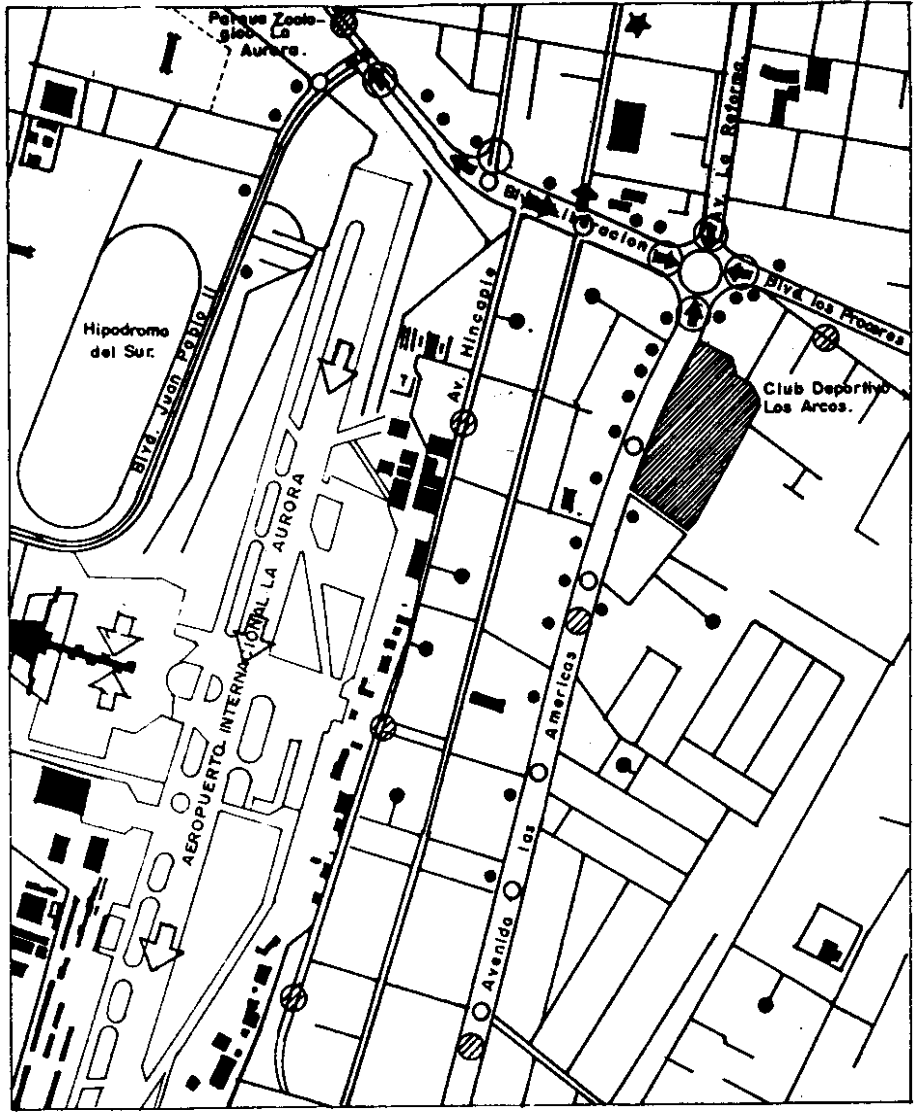 Parque Zoolo-
gico La
Aurora.
Av. La Reforma.
Blvd. Liberacion
Blvd. los Proceres
Hipodromo
del Sur.
Blvd. Juan Pablo II
Av. Hincapie
Club Deportivo
Los Arcos.
AEROPUERTO INTERNACIONAL LA AURORA
Avenida las Americas